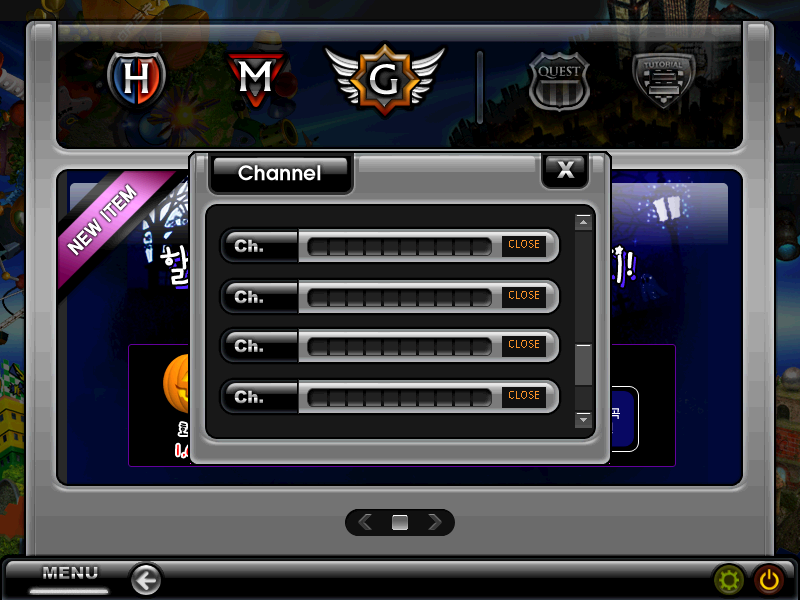 H
M
G
QUEST
TUTORIAL
Channel
X
NEW ITEM
Ch.
CLOSE
Ch.
CLOSE
Ch.
CLOSE
Ch.
CLOSE
MENU